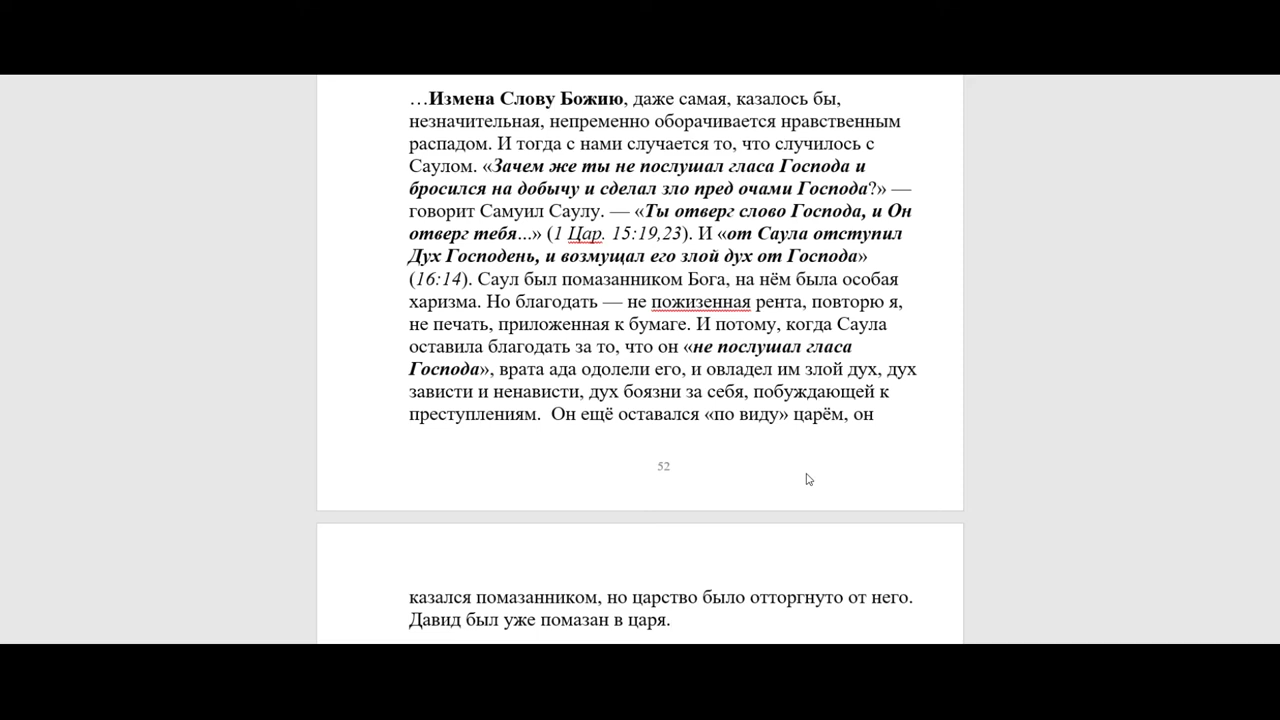 …Измена Слову Божию, даже самая, казалось бы,
незначительная, непременно оборачивается нравственным
распадом. И тогда с нами случается то, что случилось с
Саулом. «Зачем же ты не послушал гласа Господа и
бросился на добычу и сделал зло пред очами Господа?» —
говорит Самуил Саулу. — «Ты отверг слово Господа, и Он
отверг тебя...» (1 Цар. 15:19,23). И «от Саула отступил
Дух Господень, и возмущал его злой дух от Господа»
(16:14). Саул был помазанником Бога, на нём была особая
харизма. Но благодать — не пожизенная рента, повторю я,
не печать, приложенная к бумаге. И потому, когда Саула
оставила благодать за то, что он «не послушал гласа
Господа», врата ада одолели его, и овладел им злой дух, дух
зависти и ненависти, дух боязни за себя, побуждающей к
преступлениям.  Он ещё оставался «по виду» царём, он
52
казался помазанником, но царство было отторгнуто от него.
Давид был уже помазан в царя.